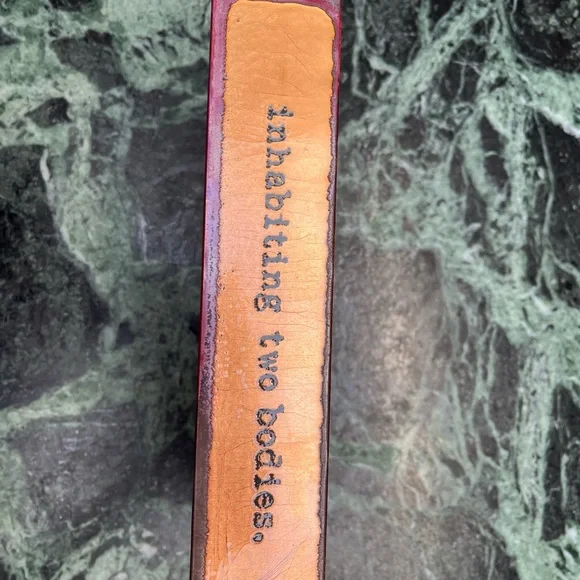 inhabiting two bodies.